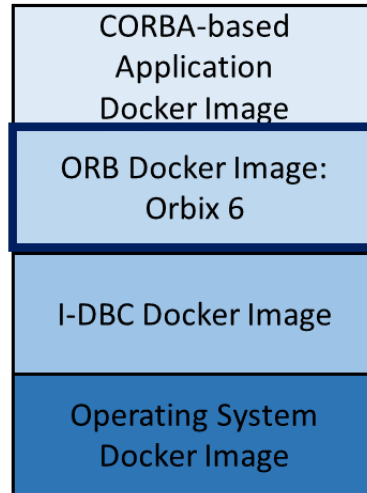 CORBA-based
Application
Docker Image
ORB Docker Image:
Orbix 6
I-DBC Docker Image
Operating System
Docker Image